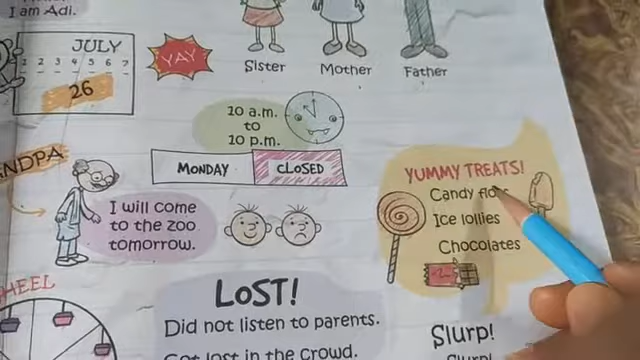 I am Adi.
Sister
Mother
Father
JULY
1 2 3 4 5 6 7
26
YAY
10 a.m.
to
10 p.m.
MONDAY
CLOSED
I will come
to the zoo
tomorrow.
YUMMY TREATS!
Candy
Ice lollies
Chocolates
LOST!
Did not listen to parents.
Got lost in the crowd.
Slurp!